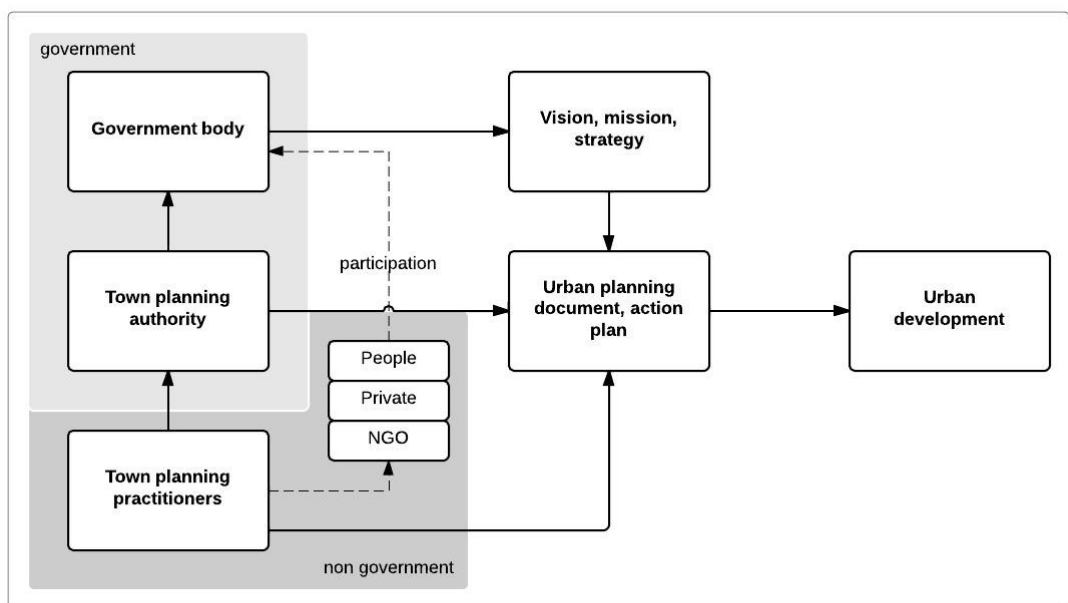 government
Government body
Vision, mission,
strategy
participation
Town planning
authority
Urban planning
document, action
plan
Urban
development
People
Private
NGO
Town planning
practitioners
non government